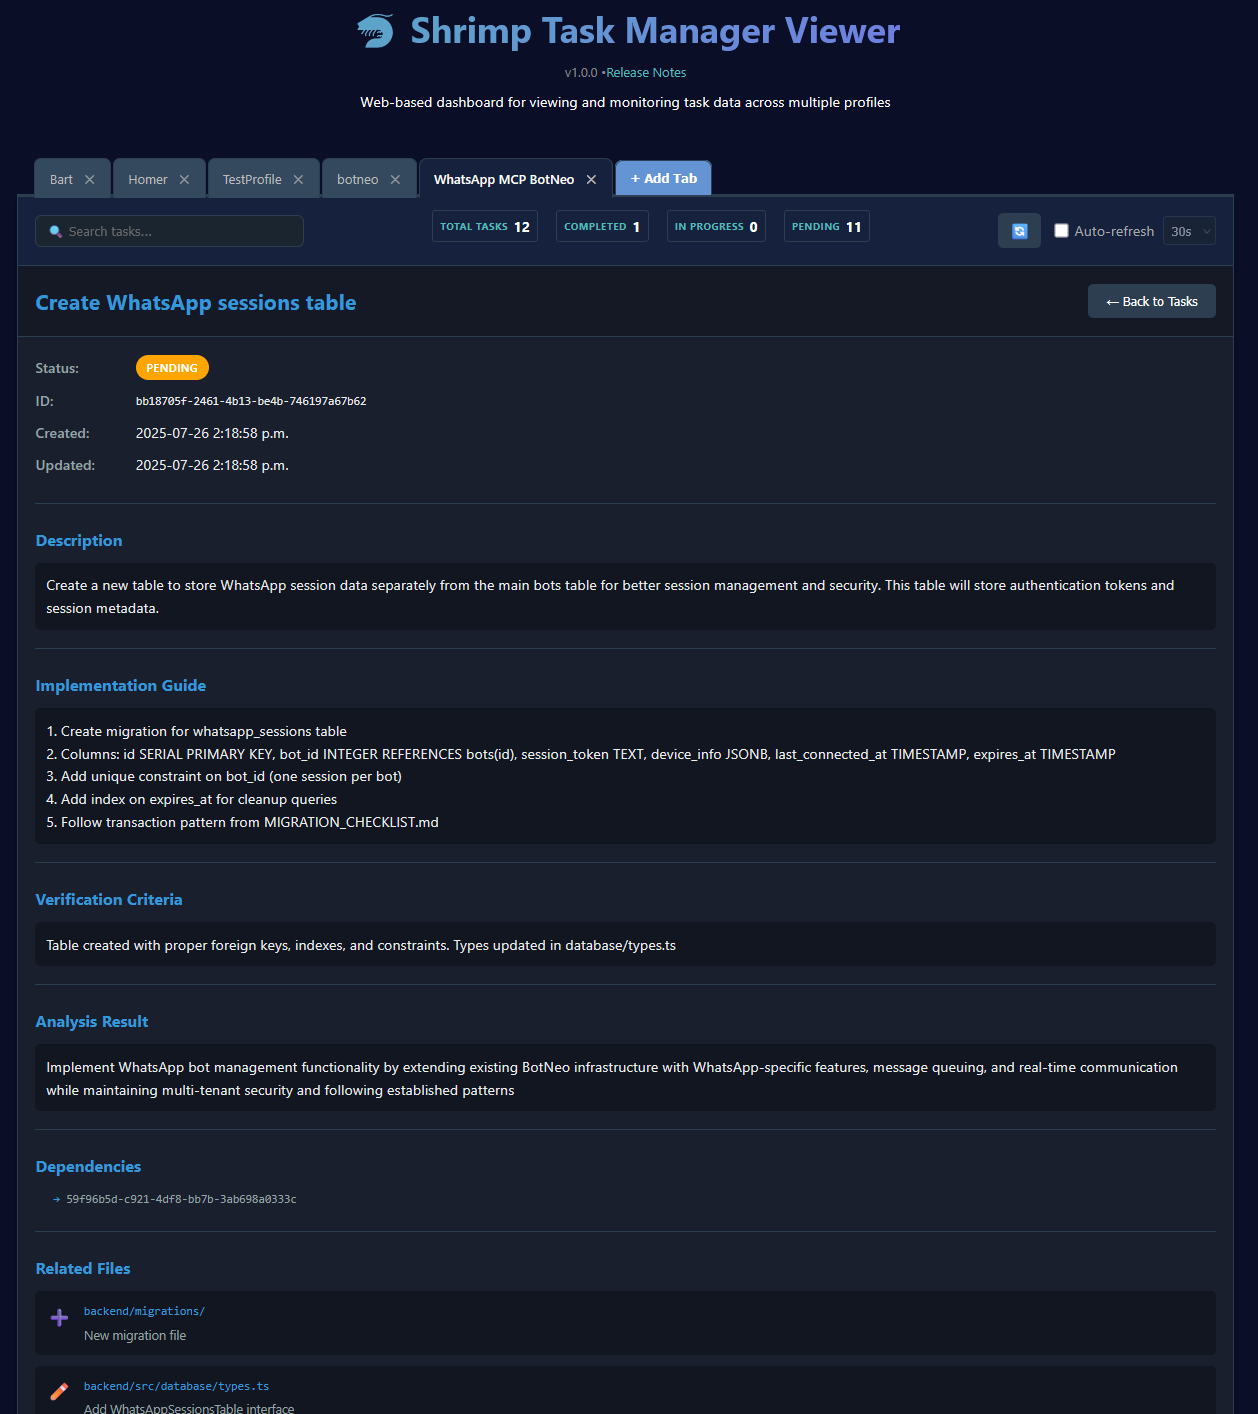 Shrimp Task Manager Viewer
v1.0.0 •Release Notes
Web-based dashboard for viewing and monitoring task data across multiple profiles
Bart × Homer × TestProfile × botneo × WhatsApp MCP BotNeo × + Add Tab
Search tasks... TOTAL TASKS 12 COMPLETED 1 IN PROGRESS 0 PENDING 11 Auto-refresh 30s
Create WhatsApp sessions table ← Back to Tasks
Status: PENDING
ID: bb18705f-2461-4b13-be4b-746197a67b62
Created: 2025-07-26 2:18:58 p.m.
Updated: 2025-07-26 2:18:58 p.m.
Description
Create a new table to store WhatsApp session data separately from the main bots table for better session management and security. This table will store authentication tokens and
session metadata.
Implementation Guide
1. Create migration for whatsapp_sessions table
2. Columns: id SERIAL PRIMARY KEY, bot_id INTEGER REFERENCES bots(id), session_token TEXT, device_info JSONB, last_connected_at TIMESTAMP, expires_at TIMESTAMP
3. Add unique constraint on bot_id (one session per bot)
4. Add index on expires_at for cleanup queries
5. Follow transaction pattern from MIGRATION_CHECKLIST.md
Verification Criteria
Table created with proper foreign keys, indexes, and constraints. Types updated in database/types.ts
Analysis Result
Implement WhatsApp bot management functionality by extending existing BotNeo infrastructure with WhatsApp-specific features, message queuing, and real-time communication
while maintaining multi-tenant security and following established patterns
Dependencies
→ 59f96b5d-c921-4df8-bb7b-3ab698a0333c
Related Files
backend/migrations/
New migration file
backend/src/database/types.ts
Add WhatsAppSessionsTable interface